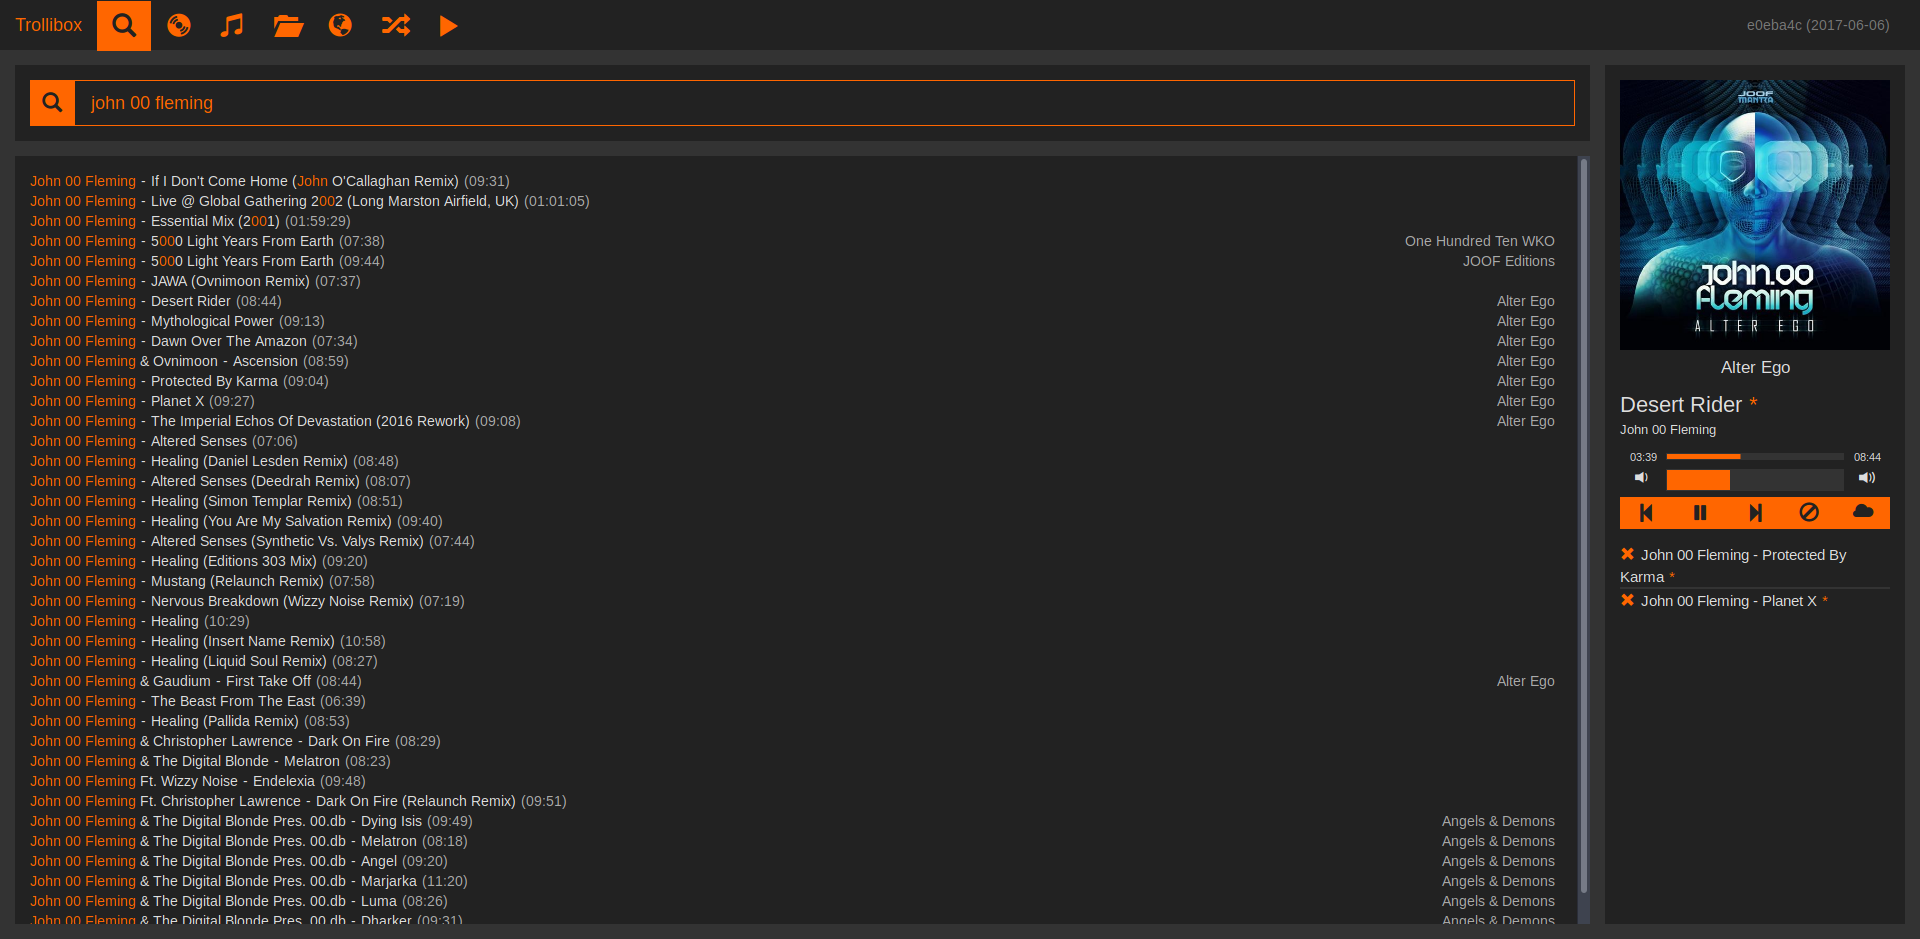 Trollibox
e0eba4c (2017-06-06)
john 00 fleming
John 00 Fleming - If I Don't Come Home (John O'Callaghan Remix) (09:31)
John 00 Fleming - Live @ Global Gathering 2002 (Long Marston Airfield, UK) (01:01:05)
John 00 Fleming - Essential Mix (2001) (01:59:29)
John 00 Fleming - 5000 Light Years From Earth (07:38) One Hundred Ten WKO
John 00 Fleming - 5000 Light Years From Earth (09:44) JOOF Editions
John 00 Fleming - JAWA (Ovnimoon Remix) (07:37)
John 00 Fleming - Desert Rider (08:44) Alter Ego
John 00 Fleming - Mythological Power (09:13) Alter Ego
John 00 Fleming - Dawn Over The Amazon (07:34) Alter Ego
John 00 Fleming & Ovnimoon - Ascension (08:59) Alter Ego
John 00 Fleming - Protected By Karma (09:04) Alter Ego
John 00 Fleming - Planet X (09:27) Alter Ego
John 00 Fleming - The Imperial Echos Of Devastation (2016 Rework) (09:08) Alter Ego
John 00 Fleming - Altered Senses (07:06)
John 00 Fleming - Healing (Daniel Lesden Remix) (08:48)
John 00 Fleming - Altered Senses (Deedrah Remix) (08:07)
John 00 Fleming - Healing (Simon Templar Remix) (08:51)
John 00 Fleming - Healing (You Are My Salvation Remix) (09:40)
John 00 Fleming - Altered Senses (Synthetic Vs. Valys Remix) (07:44)
John 00 Fleming - Healing (Editions 303 Mix) (09:20)
John 00 Fleming - Mustang (Relaunch Remix) (07:58)
John 00 Fleming - Nervous Breakdown (Wizzy Noise Remix) (07:19)
John 00 Fleming - Healing (10:29)
John 00 Fleming - Healing (Insert Name Remix) (10:58)
John 00 Fleming - Healing (Liquid Soul Remix) (08:27)
John 00 Fleming & Gaudium - First Take Off (08:44) Alter Ego
John 00 Fleming - The Beast From The East (06:39)
John 00 Fleming - Healing (Pallida Remix) (08:53)
John 00 Fleming & Christopher Lawrence - Dark On Fire (08:29)
John 00 Fleming & The Digital Blonde - Melatron (08:23)
John 00 Fleming Ft. Wizzy Noise - Endelexia (09:48)
John 00 Fleming Ft. Christopher Lawrence - Dark On Fire (Relaunch Remix) (09:51)
John 00 Fleming & The Digital Blonde Pres. 00.db - Dying Isis (09:49) Angels & Demons
John 00 Fleming & The Digital Blonde Pres. 00.db - Melatron (08:18) Angels & Demons
John 00 Fleming & The Digital Blonde Pres. 00.db - Angel (09:20) Angels & Demons
John 00 Fleming & The Digital Blonde Pres. 00.db - Marjarka (11:20) Angels & Demons
John 00 Fleming & The Digital Blonde Pres. 00.db - Luma (08:26) Angels & Demons
John 00 Fleming & The Digital Blonde Pres. 00.db - Dharker (09:31) Angels & Demons
JOOF
MANTRA
john.00
fleming
ALTER EGO
Alter Ego
Desert Rider *
John 00 Fleming
03:39 08:44
John 00 Fleming - Protected By
Karma *
John 00 Fleming - Planet X *